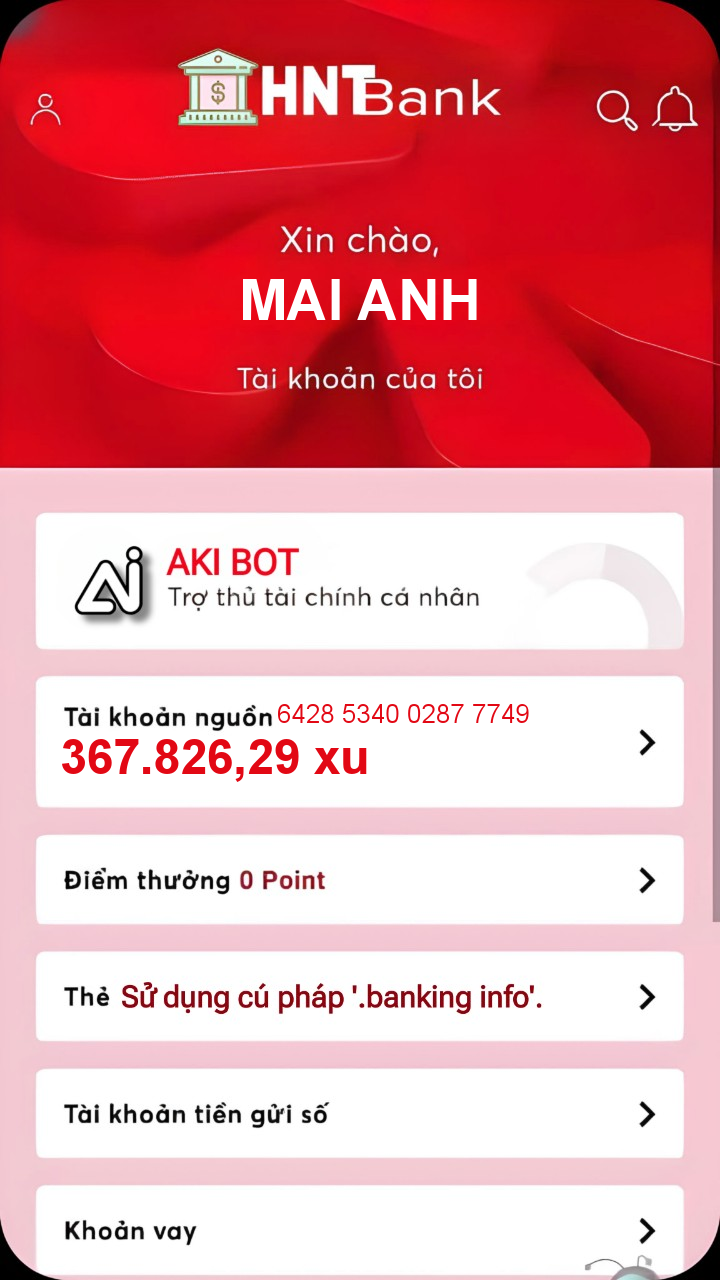 HNTBank
Xin chào,
MAI ANH
Tài khoản của tôi
AKI BOT
Trợ thủ tài chính cá nhân
Tài khoản nguồn 6428 5340 0287 7749
367.826,29 xu
Điểm thưởng 0 Point
Thẻ Sử dụng cú pháp '.banking info'.
Tài khoản tiền gửi số
Khoản vay